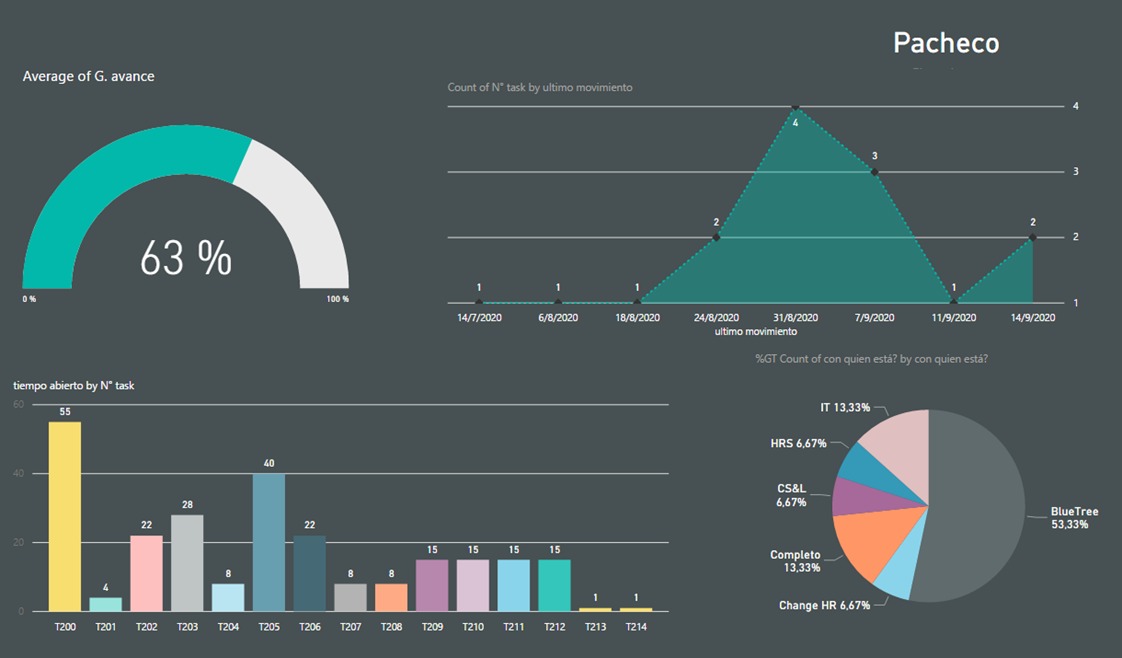 Pacheco
Average of G. avance
63 %
0 %
100 %
Count of N° task by ultimo movimiento
4
3
2
1
1
1
1
2
4
3
1
2
14/7/2020
6/8/2020
18/8/2020
24/8/2020
31/8/2020
7/9/2020
11/9/2020
14/9/2020
ultimo movimiento
tiempo abierto by N° task
60
40
20
0
55
4
22
28
8
40
22
8
8
15
15
15
15
1
1
T200
T201
T202
T203
T204
T205
T206
T207
T208
T209
T210
T211
T212
T213
T214
%GT Count of con quien está? by con quien está?
IT 13,33%
HRS 6,67%
CS&L
6,67%
Completo
13,33%
Change HR 6,67%
BlueTree
53,33%